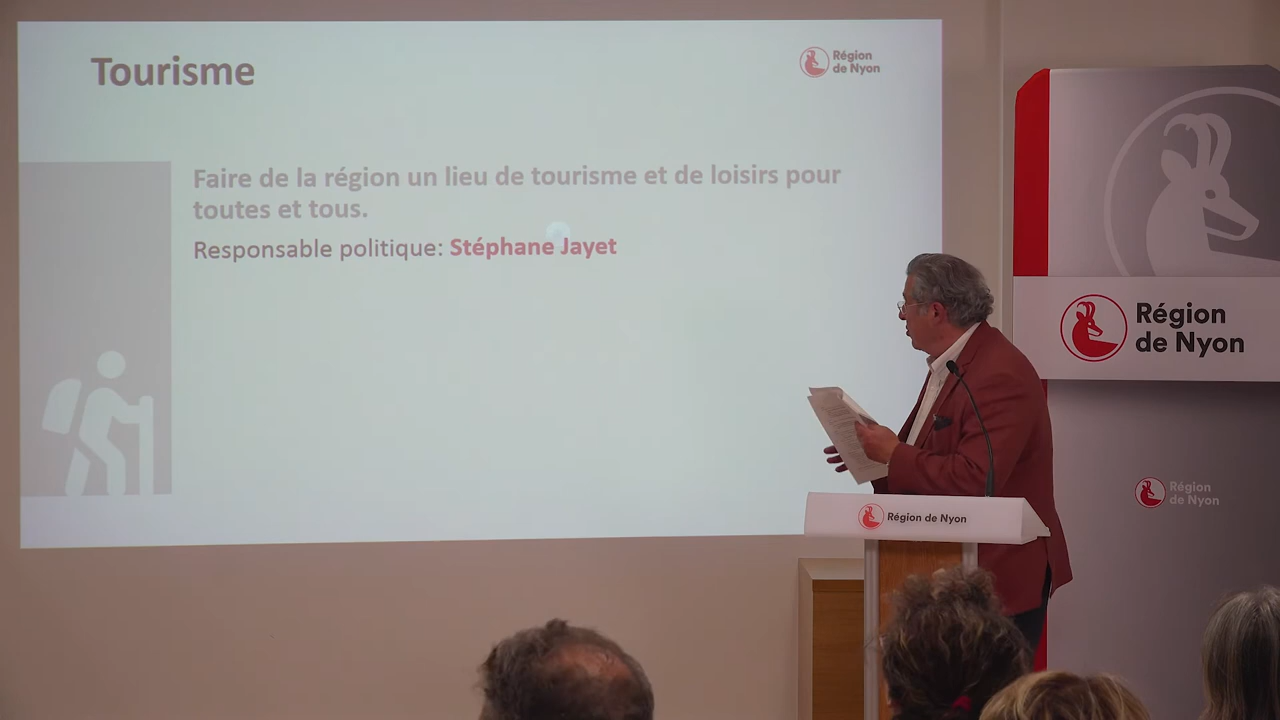 Tourisme
Région
de Nyon
Faire de la région un lieu de tourisme et de loisirs pour
toutes et tous.
Responsable politique: Stéphane Jayet
Région
de Nyon
Région
de Nyon
Région de Nyon